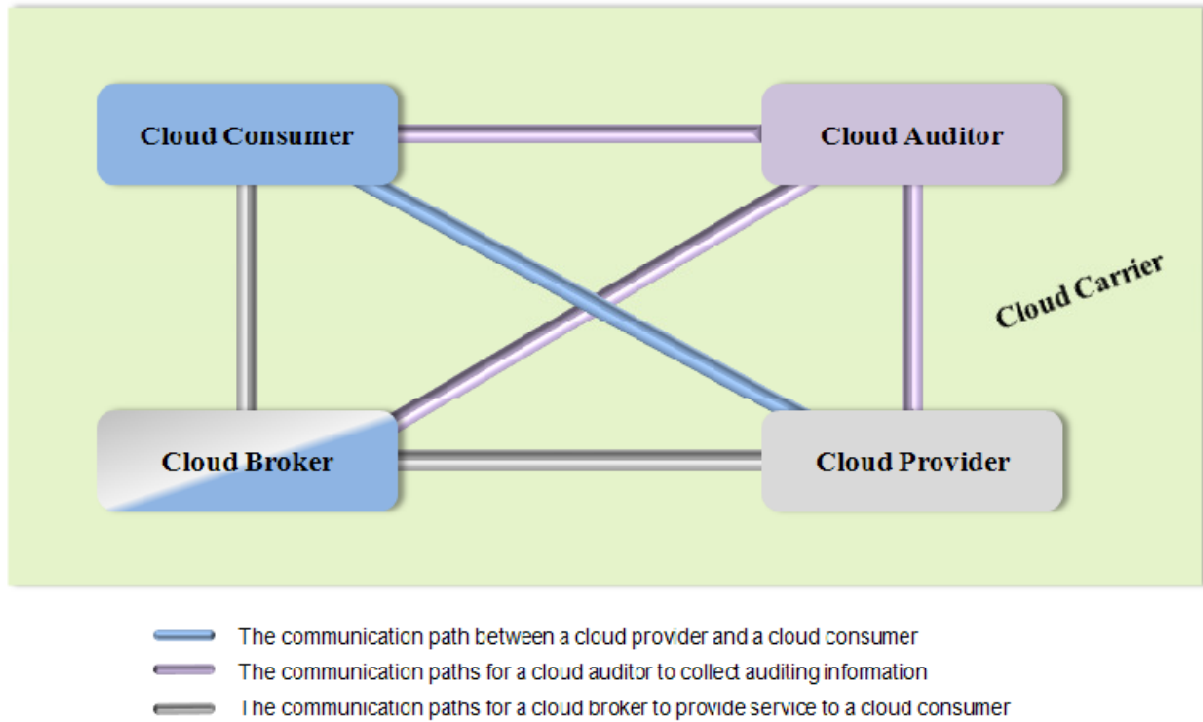 Cloud Consumer
Cloud Auditor
Cloud Carrier
Cloud Broker
Cloud Provider
The communication path between a cloud provider and a cloud consumer
The communication paths for a cloud auditor to collect auditing information
The communication paths for a cloud broker to provide service to a cloud consumer